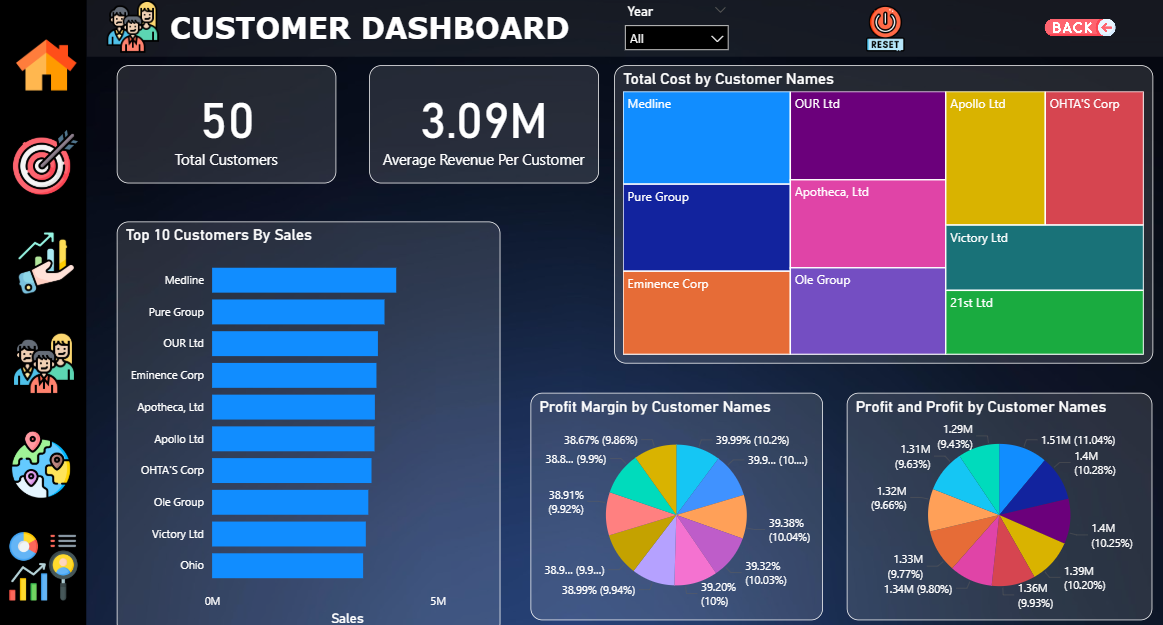 CUSTOMER DASHBOARD
Year
All
RESET
BACK
50
Total Customers
3.09M
Average Revenue Per Customer
Total Cost by Customer Names
Medline
OUR Ltd
Apollo Ltd
OHTA'S Corp
Pure Group
Apotheca, Ltd
Victory Ltd
Eminence Corp
Ole Group
21st Ltd
Top 10 Customers By Sales
Medline
Pure Group
OUR Ltd
Eminence Corp
Apotheca, Ltd
Apollo Ltd
OHTA'S Corp
Ole Group
Victory Ltd
Ohio
0M
5M
Sales
Profit Margin by Customer Names
38.67% (9.86%)
39.99% (10.2%)
38.8... (9.9%)
39.9... (10....)
38.91%
(9.92%)
39.38%
(10.04%)
38.9... (9.9...)
39.32%
(10.03%)
38.99% (9.94%)
39.20%
(10%)
Profit and Profit by Customer Names
1.29M
(9.43%)
1.51M (11.04%)
1.31M
(9.63%)
1.4M
(10.28%)
1.32M
(9.66%)
1.4M
(10.25%)
1.33M
(9.77%)
1.39M
(10.20%)
1.34M (9.80%)
1.36M
(9.93%)